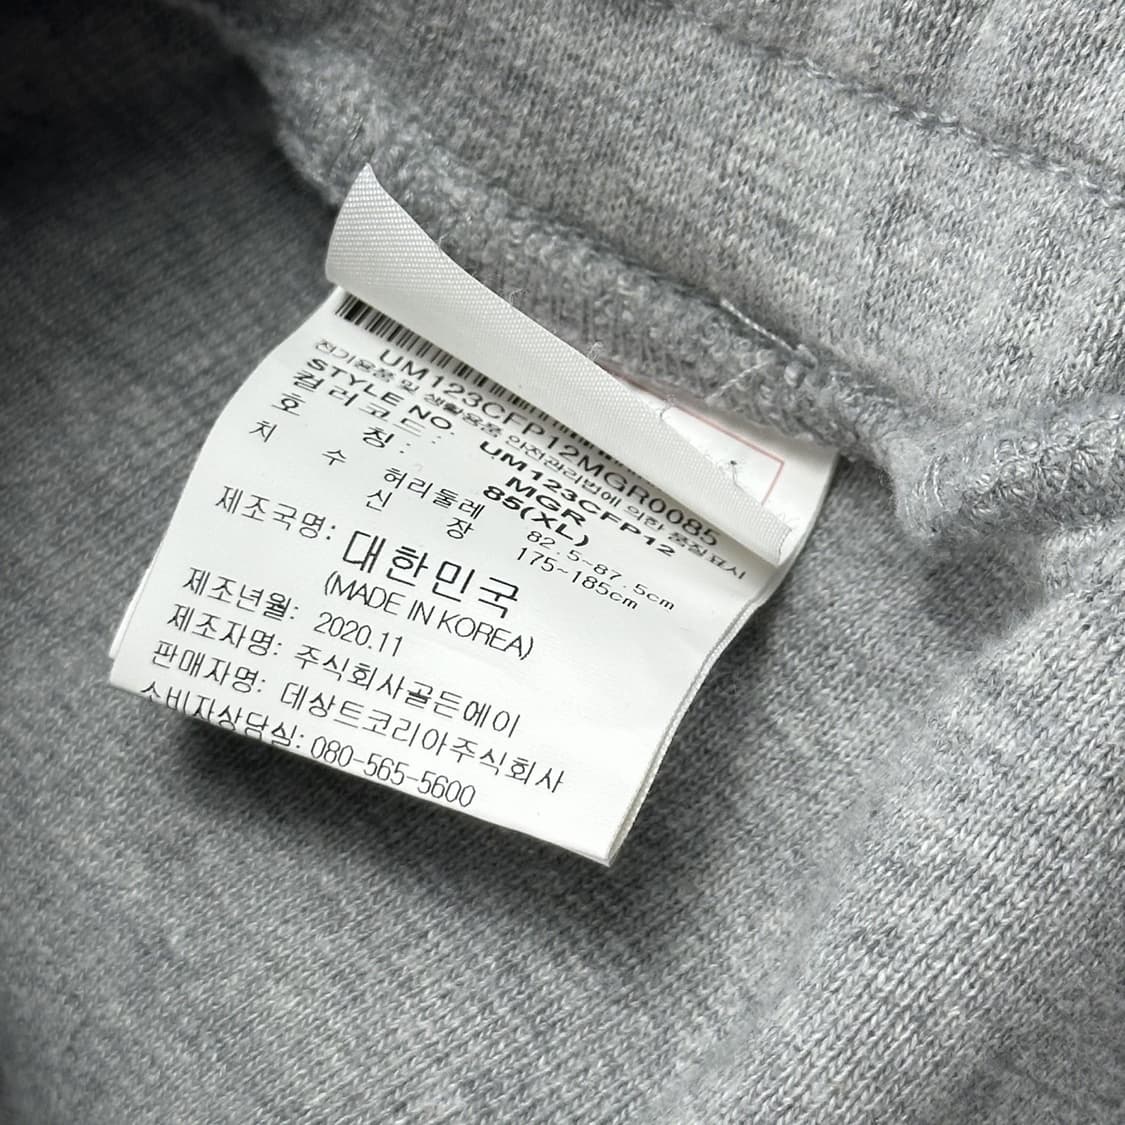 UM123CFP12MGR0085
전기용품 및 생활용품 안전관리법에 의한 품질표시
STYLE NO : UM123CFP12
컬러코드 : MGR
호 칭 : 85(XL)
치 수 허리둘레 82.5~87.5cm
신 장 175~185cm
제조국명: 대한민국
(MADE IN KOREA)
제조년월: 2020.11
제조자명: 주식회사골든에이
판매자명: 데상트코리아주식회사
소비자상담실: 080-565-5600